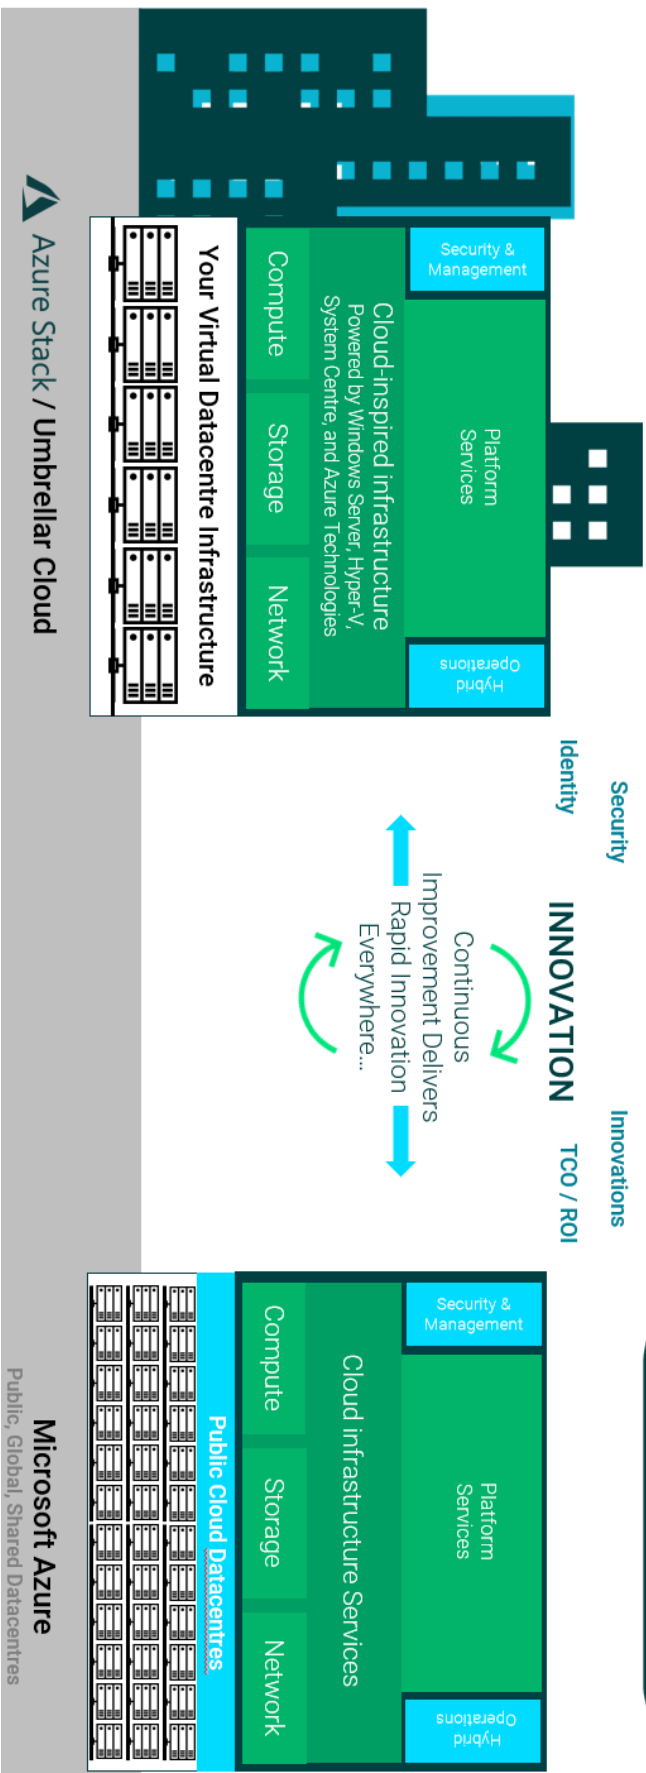 Security
Innovations
Identity
INNOVATION
TCO / ROI
Security &
Management
Platform
Services
Hybrid
Operations
Cloud-inspired infrastructure
Powered by Windows Server, Hyper-V,
System Centre, and Azure Technologies
Compute
Storage
Network
Your Virtual Datacentre Infrastructure
Azure Stack / Umbrellar Cloud
Continuous
Improvement Delivers
Rapid Innovation
Everywhere...
Security &
Management
Platform
Services
Hybrid
Operations
Cloud infrastructure Services
Compute
Storage
Network
Public Cloud Datacentres
Microsoft Azure
Public, Global, Shared Datacentres